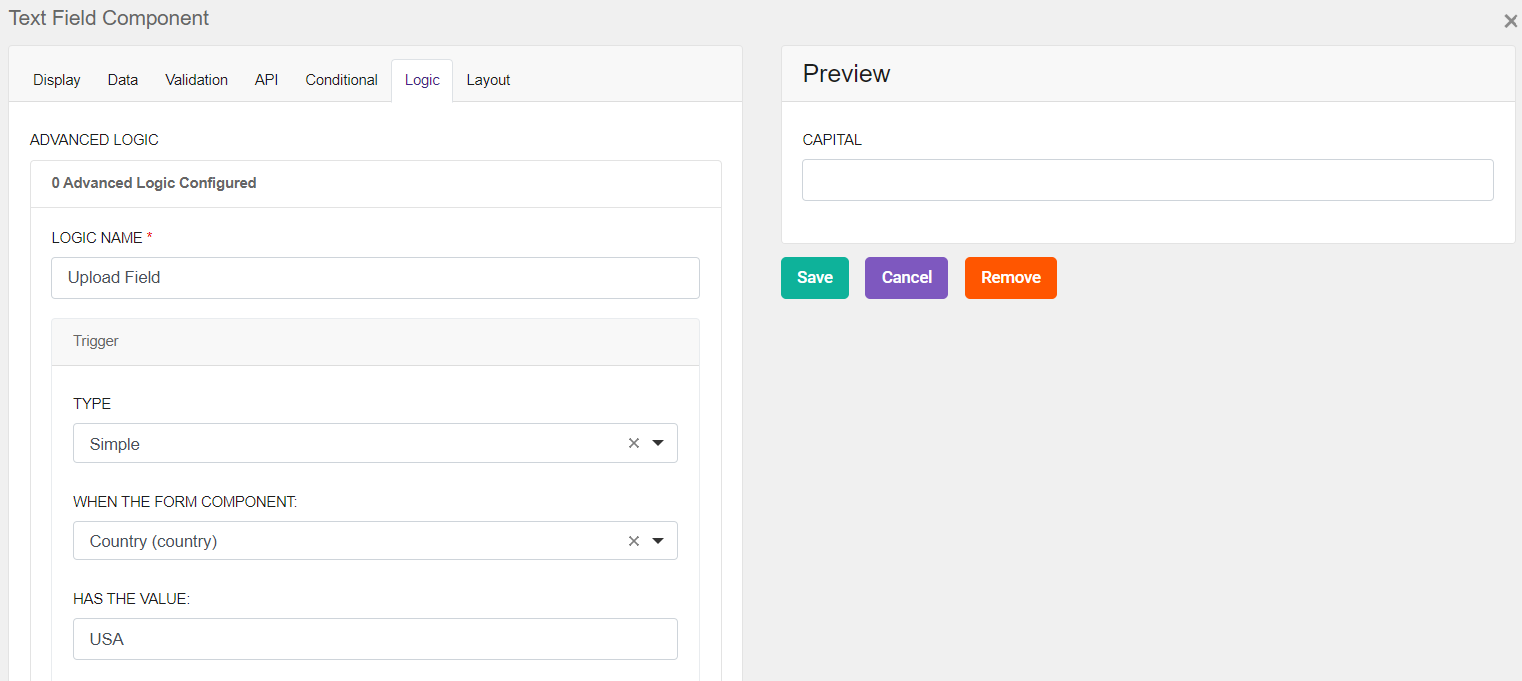 Text Field Component
×
Display Data Validation API Conditional Logic Layout
ADVANCED LOGIC
0 Advanced Logic Configured
LOGIC NAME *
Upload Field
Trigger
TYPE
Simple
WHEN THE FORM COMPONENT:
Country (country)
HAS THE VALUE:
USA
Preview
CAPITAL
Save Cancel Remove